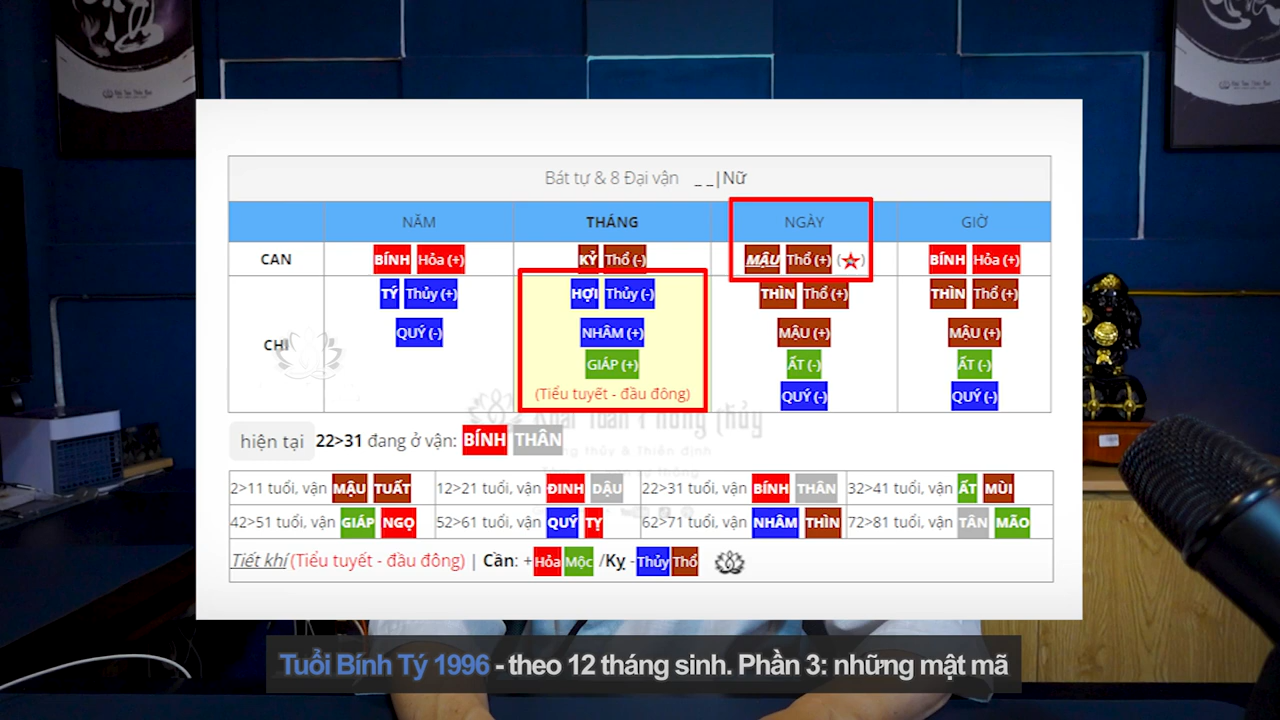 Bát tự & 8 Đại vận _ _|Nữ
NĂM THÁNG NGÀY GIỜ
CAN BÍNH Hỏa (+) KỶ Thổ (-) MẬU Thổ (+) (★) BÍNH Hỏa (+)
CHI TÝ Thủy (+) HỢI Thủy (-) THÌN Thổ (+) THÌN Thổ (+)
QUÝ (-) NHÂM (+) MẬU (+) MẬU (+)
GIÁP (+) ẤT (-) ẤT (-)
(Tiểu tuyết - đầu đông) QUÝ (-) QUÝ (-)
hiện tại 22>31 đang ở vận: BÍNH THÂN
2>11 tuổi, vận MẬU TUẤT 12>21 tuổi, vận ĐINH DẬU 22>31 tuổi, vận BÍNH THÂN 32>41 tuổi, vận ẤT MÙI
42>51 tuổi, vận GIÁP NGỌ 52>61 tuổi, vận QUÝ TỴ 62>71 tuổi, vận NHÂM THÌN 72>81 tuổi, vận TÂN MÃO
Tiết khí (Tiểu tuyết - đầu đông) | Cần: +Hỏa Mộc /Kỵ -Thủy Thổ
Tuổi Bính Tý 1996 - theo 12 tháng sinh. Phần 3: những mật mã